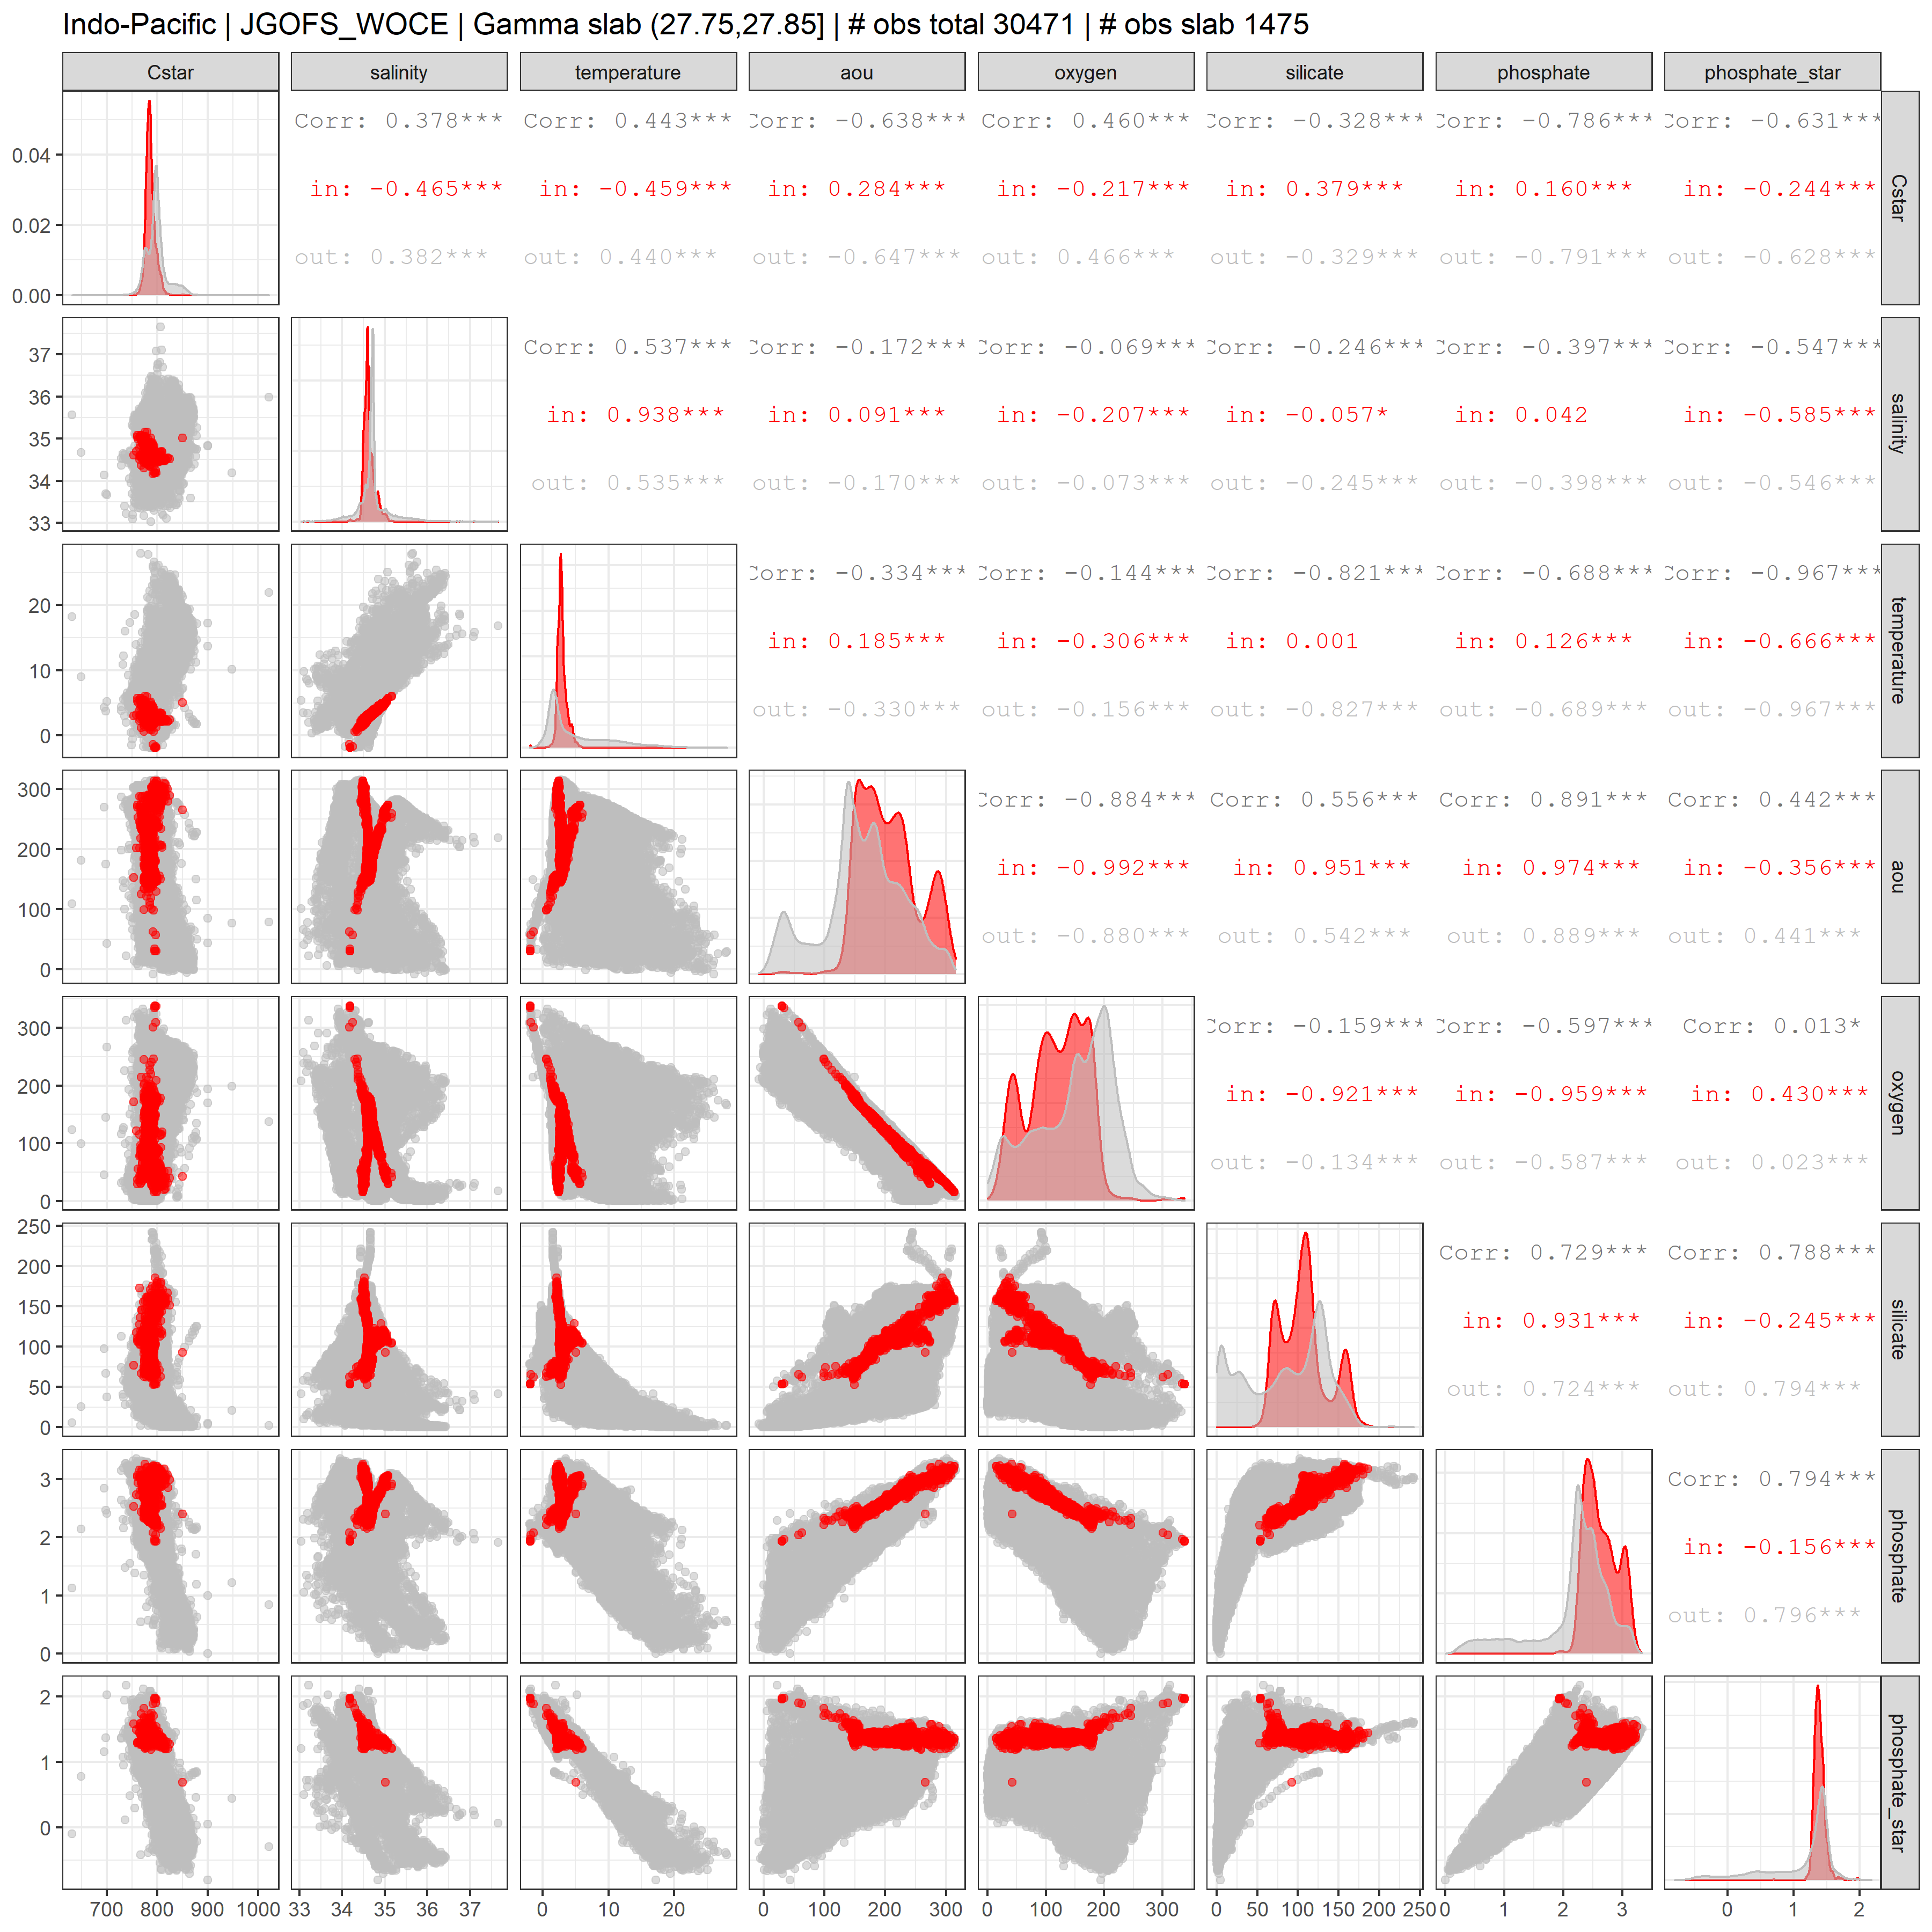 Indo-Pacific | JGOFS_WOCE | Gamma slab (27.75,27.85] | # obs total 30471 | # obs slab 1475
Cstar salinity temperature aou oxygen silicate phosphate phosphate_star
Corr: 0.378*** Corr: 0.443*** Corr: -0.638*** Corr: 0.460*** Corr: -0.328*** Corr: -0.786*** Corr: -0.631***
0.04
in: -0.465*** in: -0.459*** in: 0.284*** in: -0.217*** in: 0.379*** in: 0.160*** in: -0.244***
Cstar
0.02
out: 0.382*** out: 0.440*** out: -0.647*** out: 0.466*** out: -0.329*** out: -0.791*** out: -0.628***
0.00
37 Corr: 0.537*** Corr: -0.172*** Corr: -0.069*** Corr: -0.246*** Corr: -0.397*** Corr: -0.547***
36
in: 0.938*** in: 0.091*** in: -0.207*** in: -0.057* in: 0.042 in: -0.585***
salinity
35
34 out: 0.535*** out: -0.170*** out: -0.073*** out: -0.245*** out: -0.398*** out: -0.546***
33
Corr: -0.334*** Corr: -0.144*** Corr: -0.821*** Corr: -0.688*** Corr: -0.967***
20
in: 0.185*** in: -0.306*** in: 0.001 in: 0.126*** in: -0.666***
temperature
10
out: -0.330*** out: -0.156*** out: -0.827*** out: -0.689*** out: -0.967***
0
300 Corr: -0.884*** Corr: 0.556*** Corr: 0.891*** Corr: 0.442***
200 in: -0.992*** in: 0.951*** in: 0.974*** in: -0.356***
aou
100 out: -0.880*** out: 0.542*** out: 0.889*** out: 0.441***
0
300 Corr: -0.159*** Corr: -0.597*** Corr: 0.013*
200 in: -0.921*** in: -0.959*** in: 0.430***
oxygen
100 out: -0.134*** out: -0.587*** out: 0.023***
0
250
200 Corr: 0.729*** Corr: 0.788***
150
in: 0.931*** in: -0.245***
silicate
100
50 out: 0.724*** out: 0.794***
0
3 Corr: 0.794***
2 in: -0.156***
phosphate
1 out: 0.796***
0
2
1
phosphate_star
0
700 800 900 1000 33 34 35 36 37 0 10 20 0 100 200 300 0 100 200 300 0 50 100 150 200 250 0 1 2 3 0 1 2